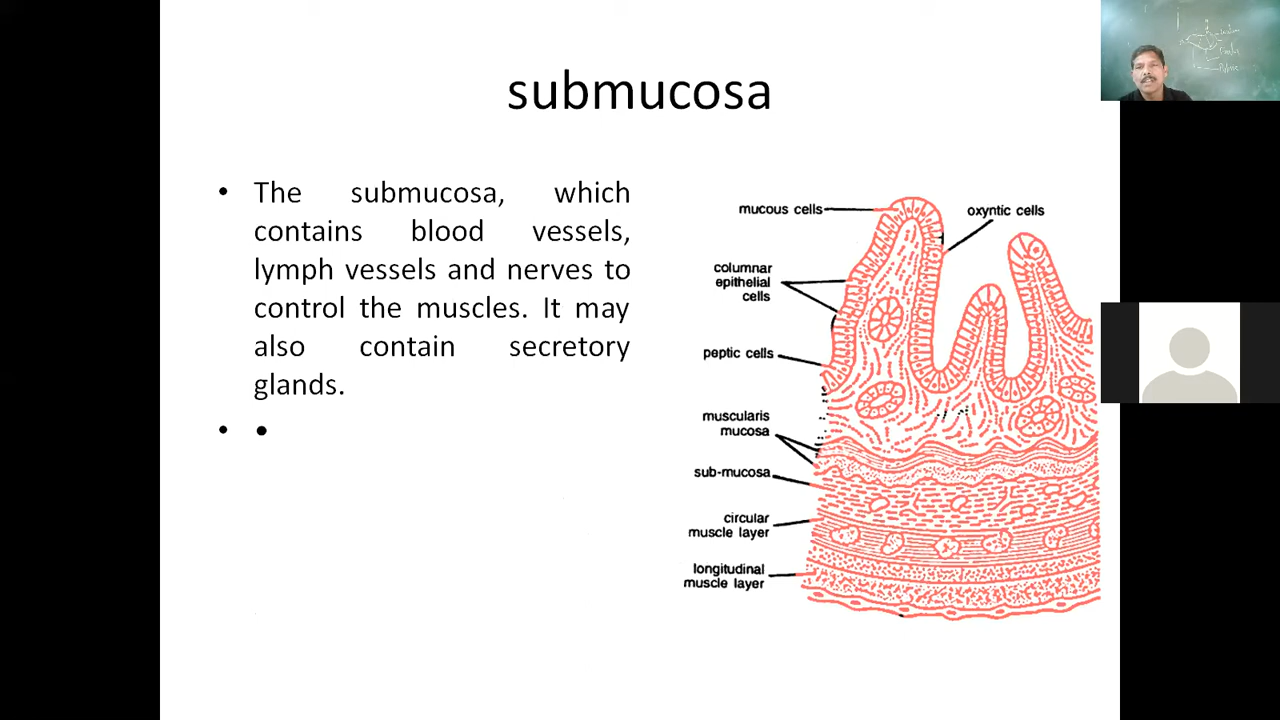 submucosa
• The submucosa, which
contains blood vessels,
lymph vessels and nerves to
control the muscles. It may
also contain secretory
glands.
• •
mucous cells
oxyntic cells
columnar
epithelial
cells
peptic cells
muscularis
mucosa
sub-mucosa
circular
muscle layer
longitudinal
muscle layer